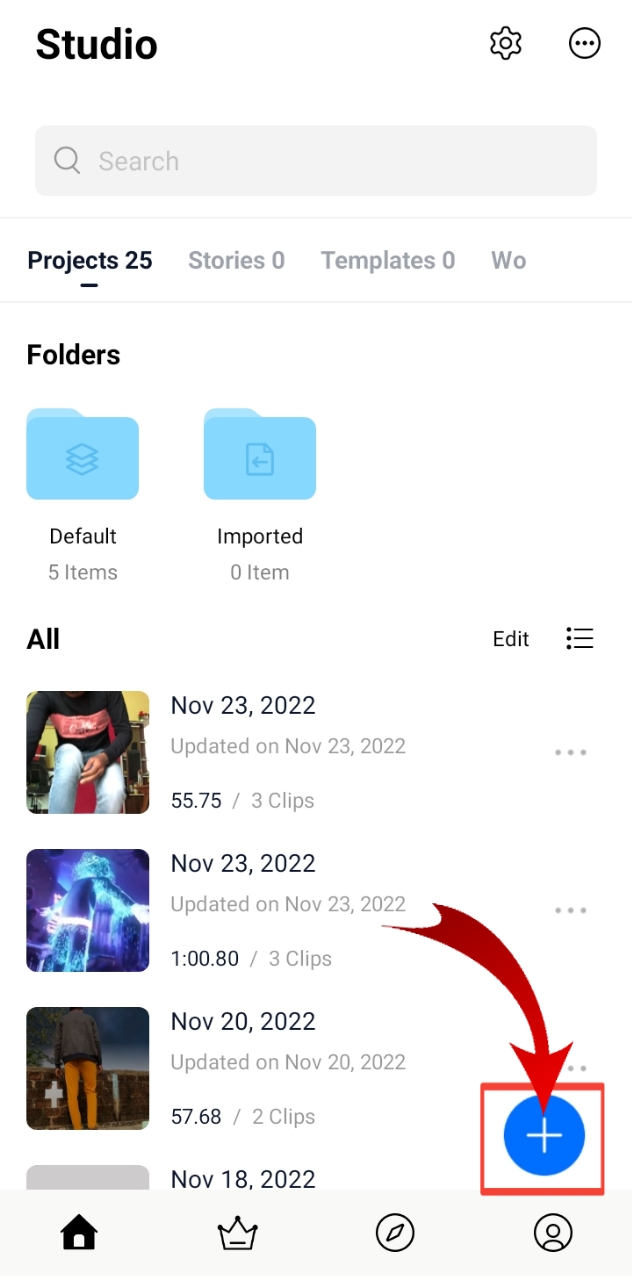 Studio
Search
Projects 25 Stories 0 Templates 0 Wo
Folders
Default Imported
5 Items 0 Item
All Edit
Nov 23, 2022
Updated on Nov 23, 2022
55.75 / 3 Clips
Nov 23, 2022
Updated on Nov 23, 2022
1:00.80 / 3 Clips
Nov 20, 2022
Updated on Nov 20, 2022
57.68 / 2 Clips
Nov 18, 2022